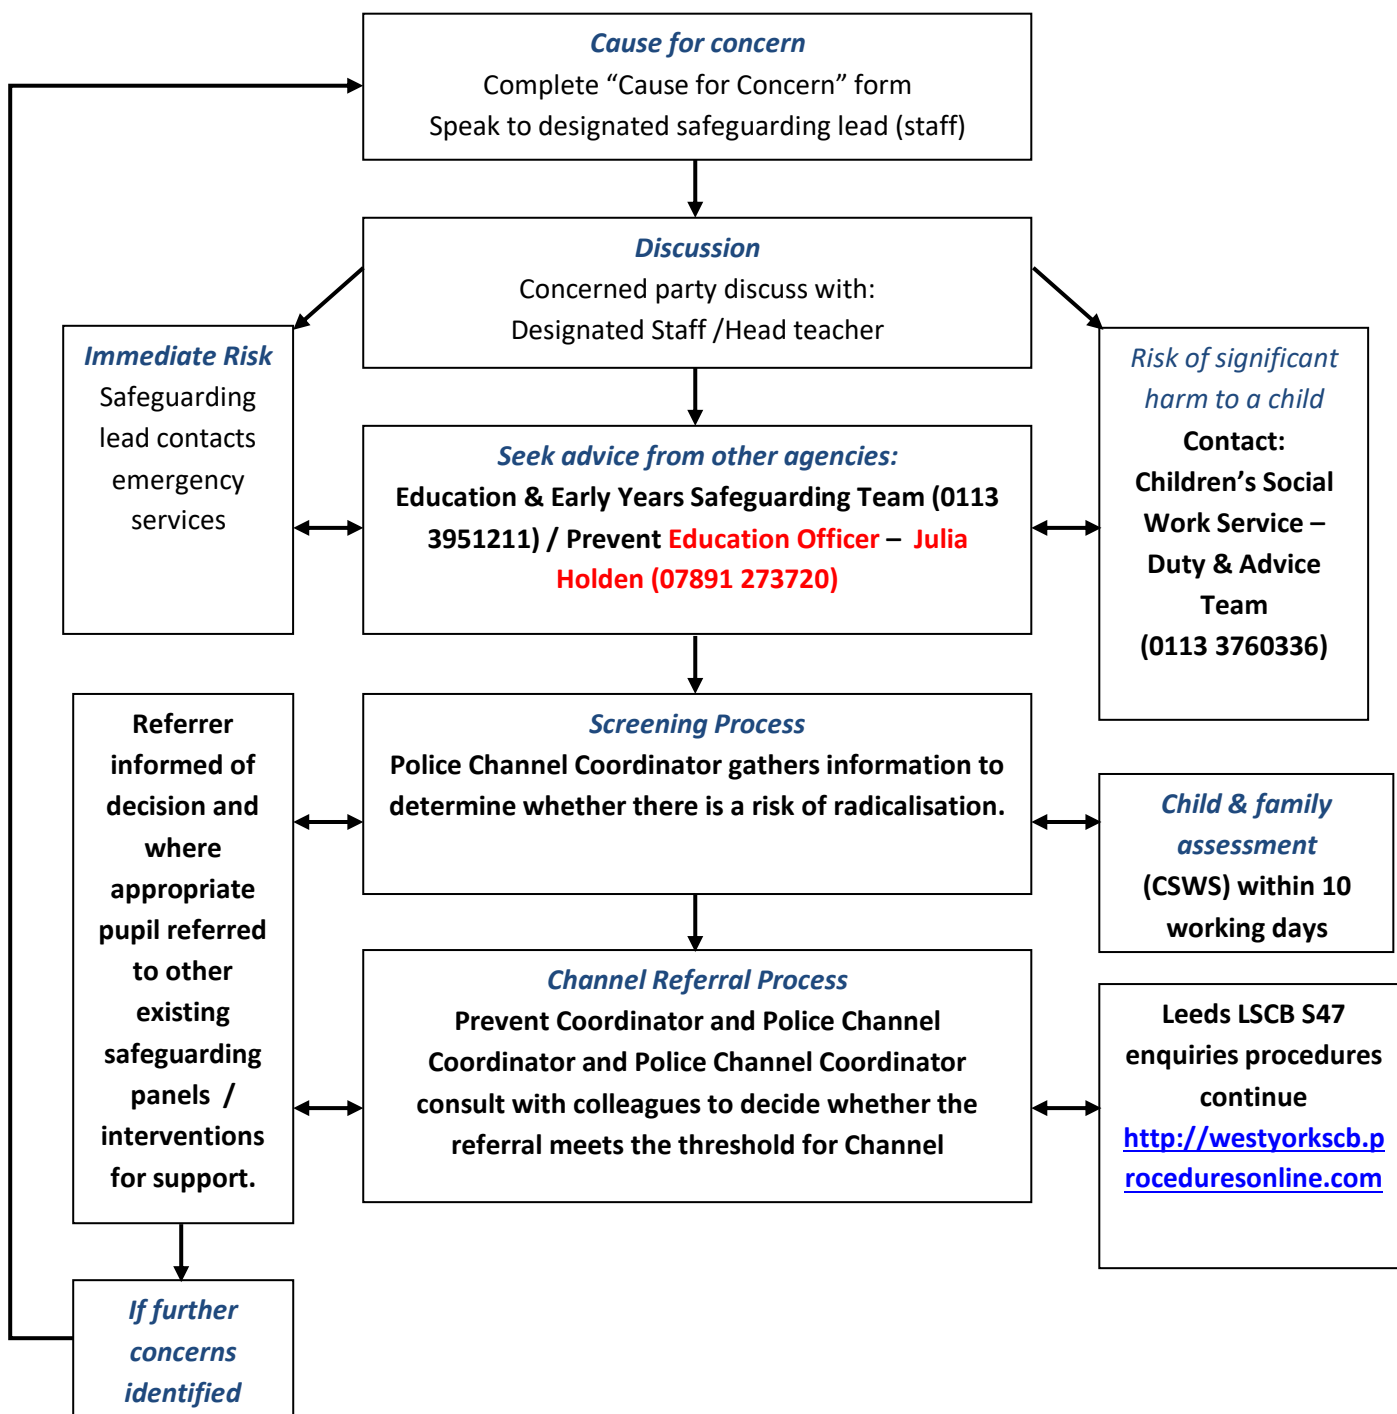 Cause for concern
Complete “Cause for Concern” form
Speak to designated safeguarding lead (staff)
Discussion
Concerned party discuss with:
Designated Staff /Head teacher
Immediate Risk
Safeguarding
lead contacts
emergency
services
Seek advice from other agencies:
Education & Early Years Safeguarding Team (0113
3951211) / Prevent Education Officer – Julia
Holden (07891 273720)
Risk of significant
harm to a child
Contact:
Children’s Social
Work Service –
Duty & Advice
Team
(0113 3760336)
Referrer
informed of
decision and
where
appropriate
pupil referred
to other
existing
safeguarding
panels /
interventions
for support.
Screening Process
Police Channel Coordinator gathers information to
determine whether there is a risk of radicalisation.
Child & family
assessment
(CSWS) within 10
working days
Channel Referral Process
Prevent Coordinator and Police Channel
Coordinator and Police Channel Coordinator
consult with colleagues to decide whether the
referral meets the threshold for Channel
Leeds LSCB S47
enquiries procedures
continue
http://westyorkscb.p
roceduresonline.com
If further
concerns
identified